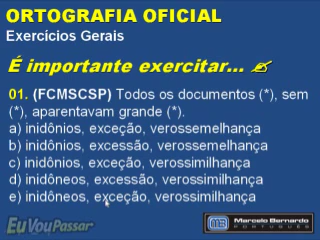 ORTOGRAFIA OFICIAL
Exercícios Gerais
É importante exercitar...
01. (FCMSCSP) Todos os documentos (*), sem
(*), aparentavam grande (*).
a) inidônios, exceção, verossemelhança
b) inidônios, excessão, verossemelhança
c) inidônios, exceção, verossimilhança
d) inidôneos, excessão, verossimilhança
e) inidôneos, exceção, verossimilhança
EuVouPassar
Marcelo Bernardo
PORTUGUÊS